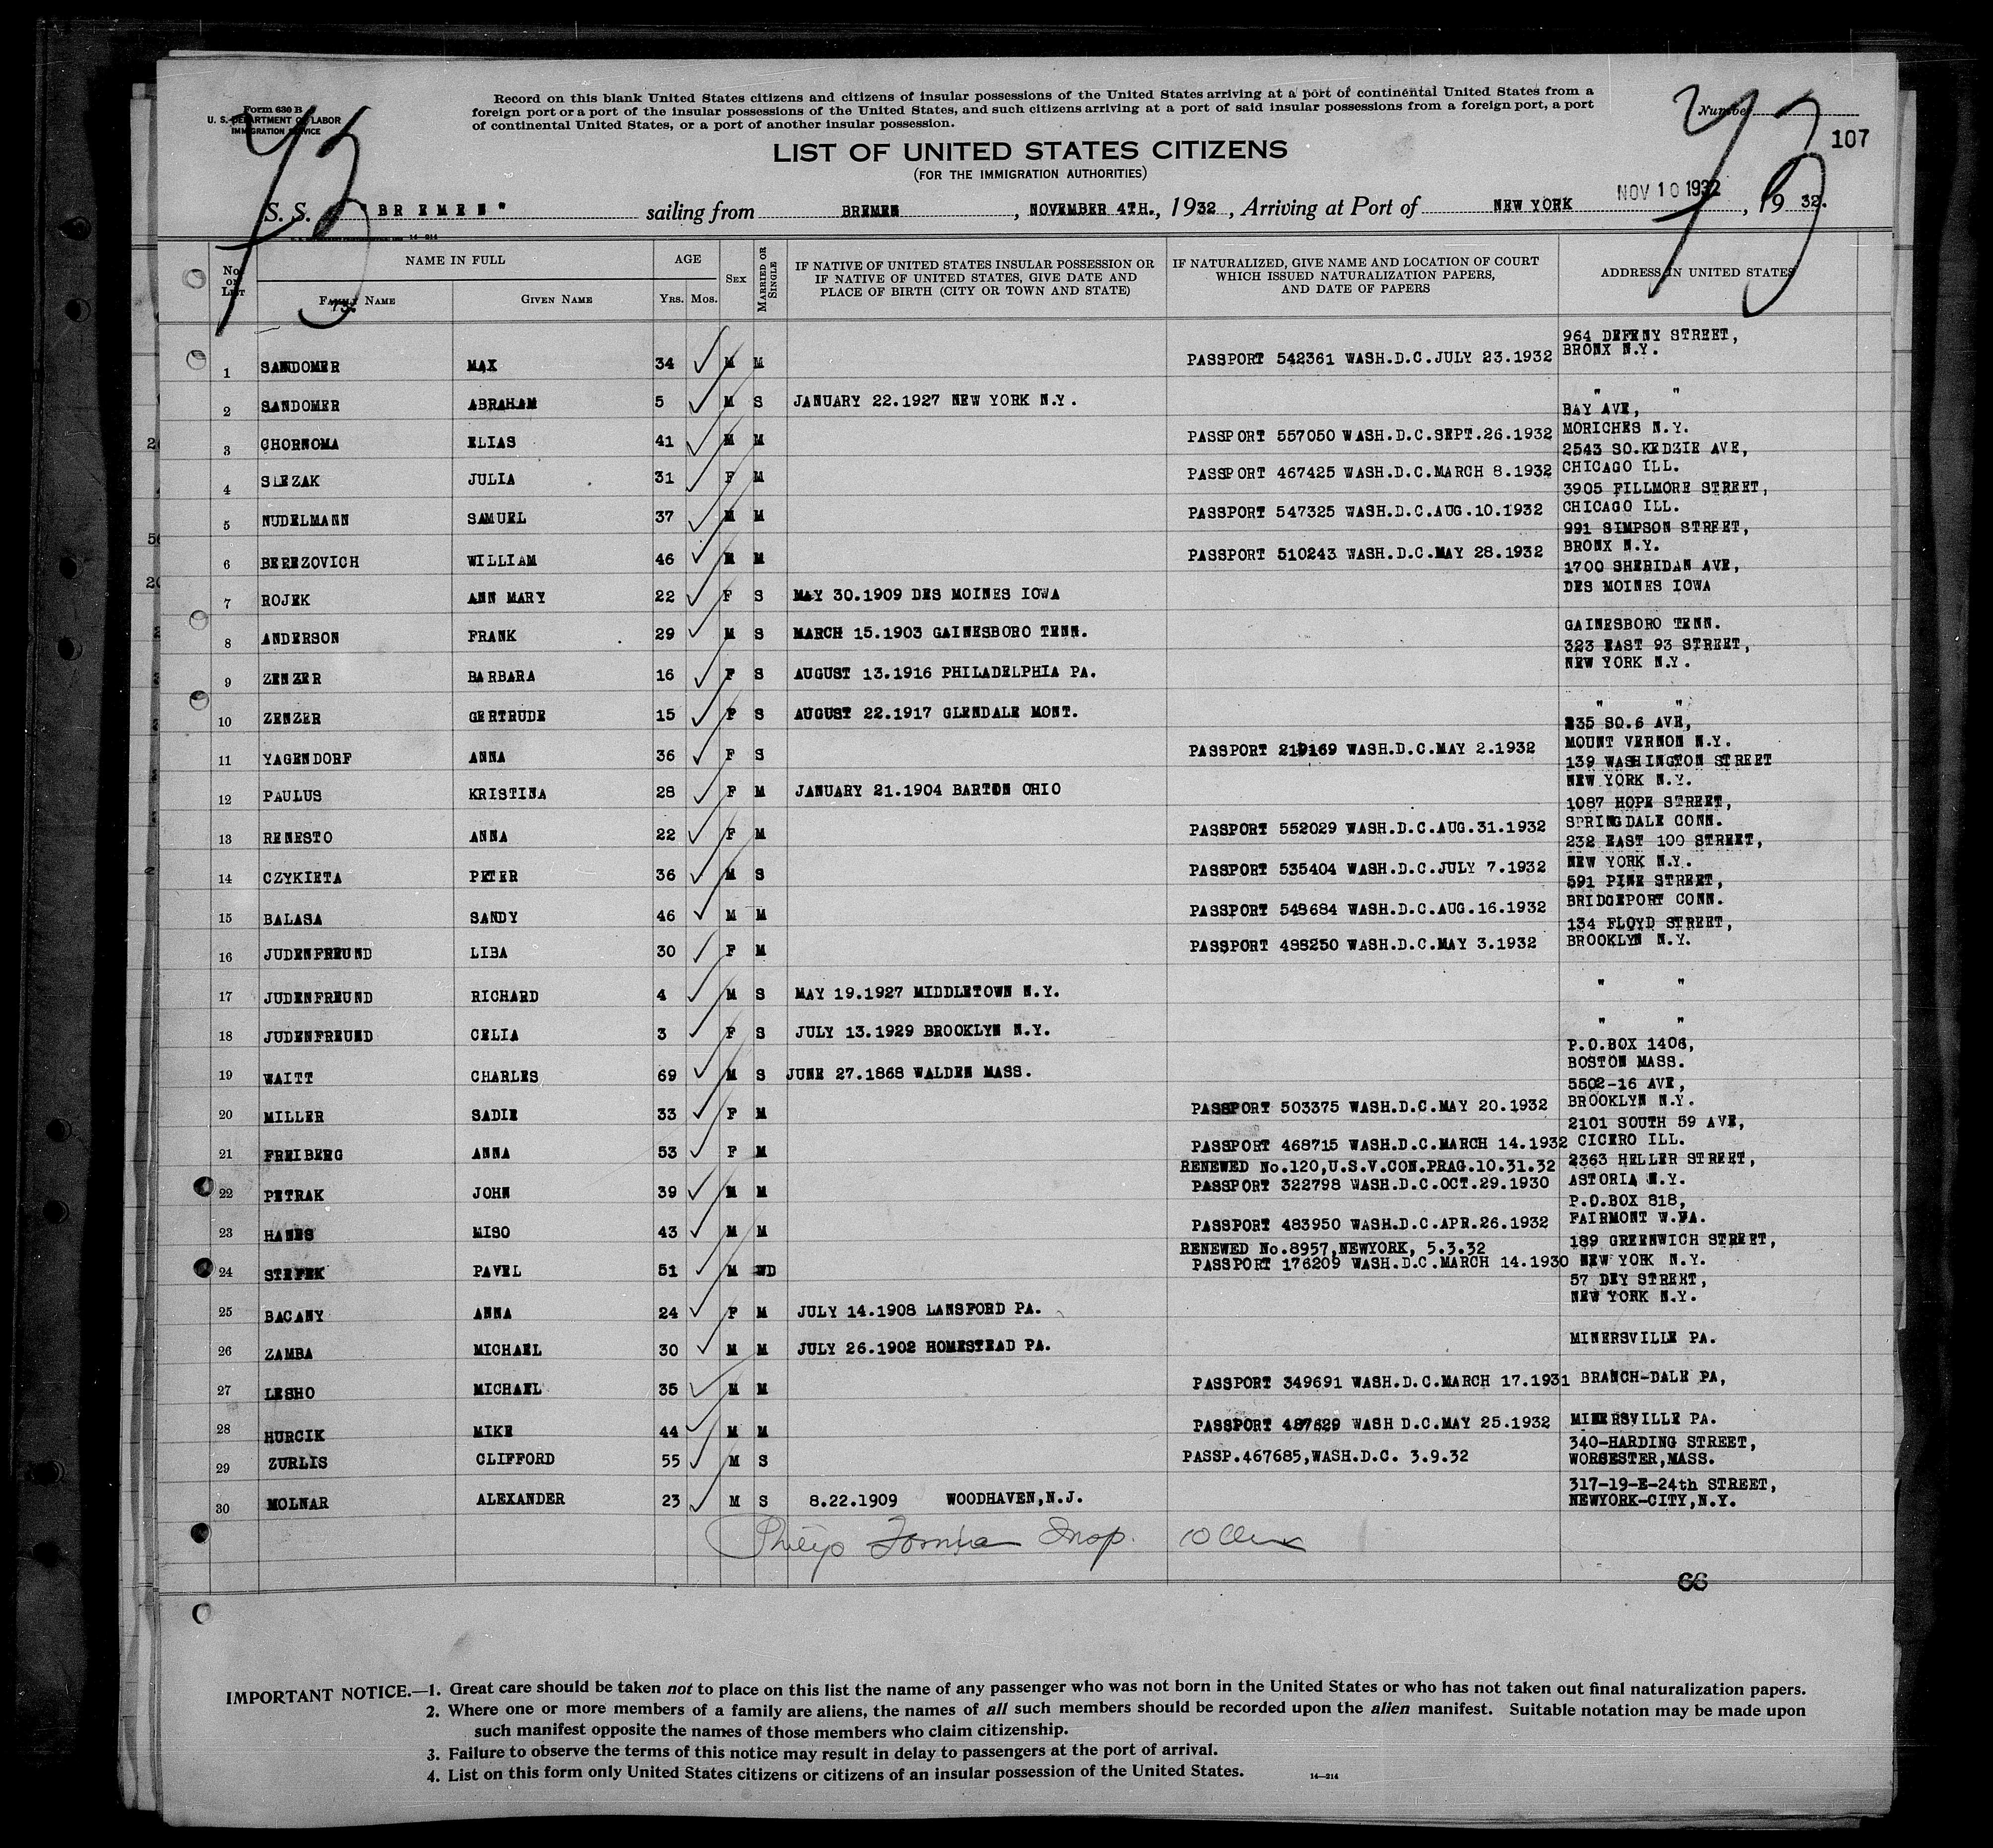 Form 630 B
U. S. DEPARTMENT OF LABOR
IMMIGRATION SERVICE
Record on this blank United States citizens and citizens of insular possessions of the United States arriving at a port of continental United States from a
foreign port or a port of the insular possessions of the United States, and such citizens arriving at a port of said insular possessions from a foreign port, a port
of continental United States, or a port of another insular possession.
Number
107
LIST OF UNITED STATES CITIZENS
(FOR THE IMMIGRATION AUTHORITIES)
S. S. "BREMEN" sailing from BREMEN, NOVEMBER 4TH., 1932, Arriving at Port of NEW YORK NOV 10 1932, 1932.
No. on List NAME IN FULL Family Name Given Name AGE Yrs. Mos. Sex Married or Single IF NATIVE OF UNITED STATES INSULAR POSSESSION OR IF NATIVE OF UNITED STATES, GIVE DATE AND PLACE OF BIRTH (CITY OR TOWN AND STATE) IF NATURALIZED, GIVE NAME AND LOCATION OF COURT WHICH ISSUED NATURALIZATION PAPERS, AND DATE OF PAPERS ADDRESS IN UNITED STATES
1 SANDOMER MAX 34 M M PASSPORT 542361 WASH.D.C.JULY 23.1932 964 STREET, BRONX N.Y.
2 SANDOMER ABRAHAM 5 M S JANUARY 22.1927 NEW YORK N.Y. " "
3 CHORNOMA ELIAS 41 M M PASSPORT 557050 WASH.D.C.SEPT.26.1932 BAY AVE, MORICHES N.Y.
4 SLEZAK JULIA 31 F M PASSPORT 467425 WASH.D.C.MARCH 8.1932 2543 SO.KEDZIE AVE, CHICAGO ILL.
5 NUDELMANN SAMUEL 37 M M PASSPORT 547325 WASH.D.C.AUG.10.1932 3905 FILLMORE STREET, CHICAGO ILL.
6 BEREZOVICH WILLIAM 46 M M PASSPORT 510243 WASH.D.C.MAY 28.1932 991 SIMPSON STREET, BRONX N.Y.
7 ROJEK ANN MARY 22 F S MAY 30.1909 DES MOINES IOWA 1700 SHERIDAN AVE, DES MOINES IOWA
8 ANDERSON FRANK 29 M S MARCH 15.1903 GAINESBORO TENN. GAINESBORO TENN.
9 ZENZER BARBARA 16 F S AUGUST 13.1916 PHILADELPHIA PA. 323 EAST 93 STREET, NEW YORK N.Y.
10 ZENZER GERTRUDE 15 F S AUGUST 22.1917 GLENDALE MONT. " "
11 YAGENDORF ANNA 36 F S PASSPORT 219169 WASH.D.C.MAY 2.1932 235 SO.6 AVE, MOUNT VERNON N.Y.
12 PAULUS KRISTINA 28 F M JANUARY 21.1904 BARTON OHIO 139 WASHINGTON STREET NEW YORK N.Y.
13 RENESTO ANNA 22 F M PASSPORT 552029 WASH.D.C.AUG.31.1932 1087 HOPE STREET, SPRINGDALE CONN.
14 CZYKIETA PETER 36 M S PASSPORT 535404 WASH.D.C.JULY 7.1932 232 EAST 100 STREET, NEW YORK N.Y.
15 BALASA SANDY 46 M M PASSPORT 548684 WASH.D.C.AUG.16.1932 591 PINE STREET, BRIDGEPORT CONN.
16 JUDENFREUND LIBA 30 F M PASSPORT 488250 WASH.D.C.MAY 3.1932 134 FLOYD STREET, BROOKLYN N.Y.
17 JUDENFREUND RICHARD 4 M S MAY 19.1927 MIDDLETOWN N.Y. " "
18 JUDENFREUND CELIA 3 F S JULY 13.1929 BROOKLYN N.Y. " "
19 WAITT CHARLES 69 M S JUNE 27.1868 WALDEN MASS. P.O.BOX 1406, BOSTON MASS.
20 MILLER SADIE 33 F M PASSPORT 503375 WASH.D.C.MAY 20.1932 5502-16 AVE, BROOKLYN N.Y.
21 FREIBERG ANNA 53 F M PASSPORT 468715 WASH.D.C.MARCH 14.1932 2101 SOUTH 59 AVE, CICERO ILL.
22 PETRAK JOHN 39 M M RENEWED No.120,U.S.V.CON.PRAG.10.31.32 PASSPORT 322798 WASH.D.C.OCT.29.1930 2363 HELLER STREET, ASTORIA N.Y.
23 HANES MISO 43 M M PASSPORT 483950 WASH.D.C.APR.26.1932 P.O.BOX 818, FAIRMONT W.VA.
24 STEFEK PAVEL 51 M WD RENEWED No.8957,NEWYORK, 5.3.32 PASSPORT 176209 WASH.D.C.MARCH 14.1930 189 GREENWICH STREET, NEW YORK N.Y.
25 BACANY ANNA 24 F M JULY 14.1908 LANSFORD PA. 57 DEY STREET, NEW YORK N.Y.
26 ZAMBA MICHAEL 30 M M JULY 26.1902 HOMESTEAD PA. MINERSVILLE PA.
27 LESHO MICHAEL 35 M M PASSPORT 349691 WASH.D.C.MARCH 17.1931 BRANCH-DALE PA,
28 HURCIK MIKE 44 M M PASSPORT 487629 WASH D.C.MAY 25.1932 MINERSVILLE PA.
29 ZURLIS CLIFFORD 55 M S PASSP.467685,WASH.D.C. 3.9.32 340-HARDING STREET, WORSESTER,MASS.
30 MOLNAR ALEXANDER 23 M S 8.22.1909 WOODHAVEN,N.J. 317-19-E-24th STREET, NEWYORK-CITY,N.Y.
Philip Insp.
66
IMPORTANT NOTICE.—1. Great care should be taken not to place on this list the name of any passenger who was not born in the United States or who has not taken out final naturalization papers.
2. Where one or more members of a family are aliens, the names of all such members should be recorded upon the alien manifest. Suitable notation may be made upon
such manifest opposite the names of those members who claim citizenship.
3. Failure to observe the terms of this notice may result in delay to passengers at the port of arrival.
4. List on this form only United States citizens or citizens of an insular possession of the United States.
14—214